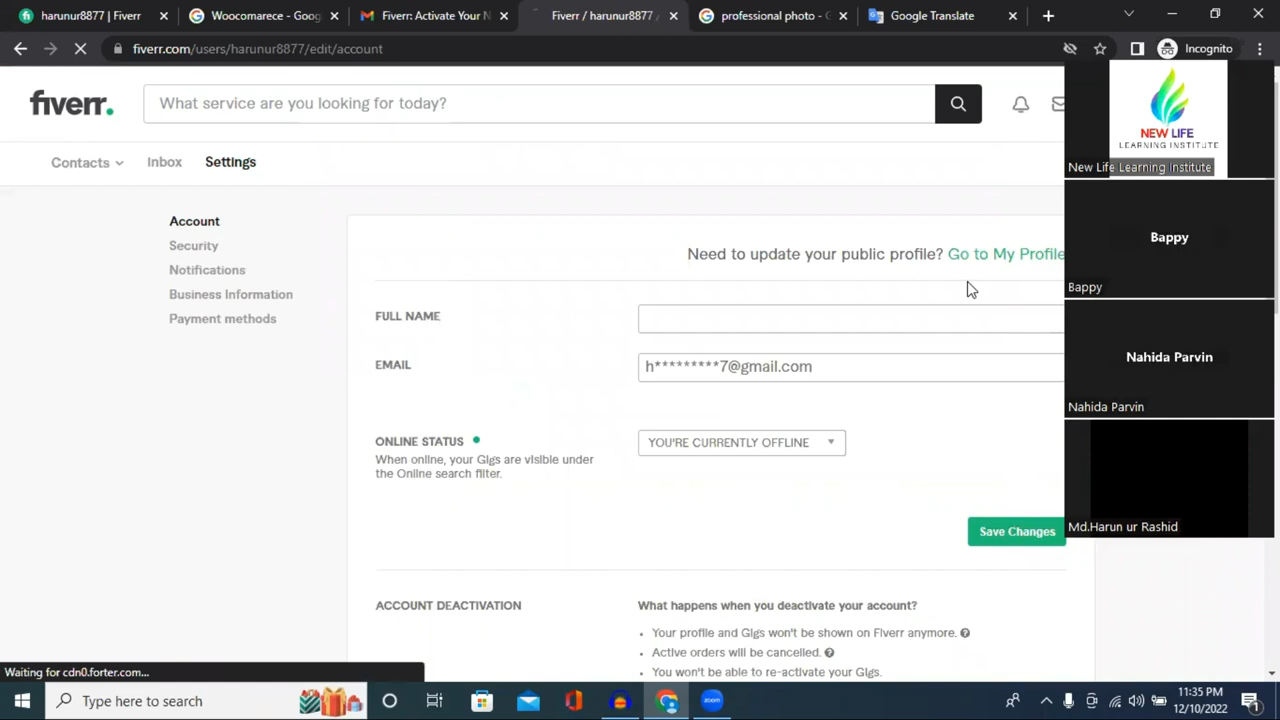 harunur8877 | Fiverr
Woocomarece - Goog
Fiverr: Activate Your N
Fiverr / harunur8877 /
professional photo - G
Google Translate
fiverr.com/users/harunur8877/edit/account
Incognito
fiverr.
What service are you looking for today?
Contacts
Inbox
Settings
NEW LIFE
LEARNING INSTITUTE
New Life Learning Institute
Account
Security
Notifications
Business Information
Payment methods
Need to update your public profile? Go to My Profile
FULL NAME
EMAIL
h*********7@gmail.com
ONLINE STATUS
When online, your Gigs are visible under
the Online search filter.
YOU'RE CURRENTLY OFFLINE
Save Changes
ACCOUNT DEACTIVATION
What happens when you deactivate your account?
• Your profile and Gigs won't be shown on Fiverr anymore.
• Active orders will be cancelled.
• You won't be able to re-activate your Gigs.
Bappy
Bappy
Nahida Parvin
Nahida Parvin
Md.Harun ur Rashid
Waiting for cdn0.forter.com...
Type here to search
zoom
11:35 PM
12/10/2022
1